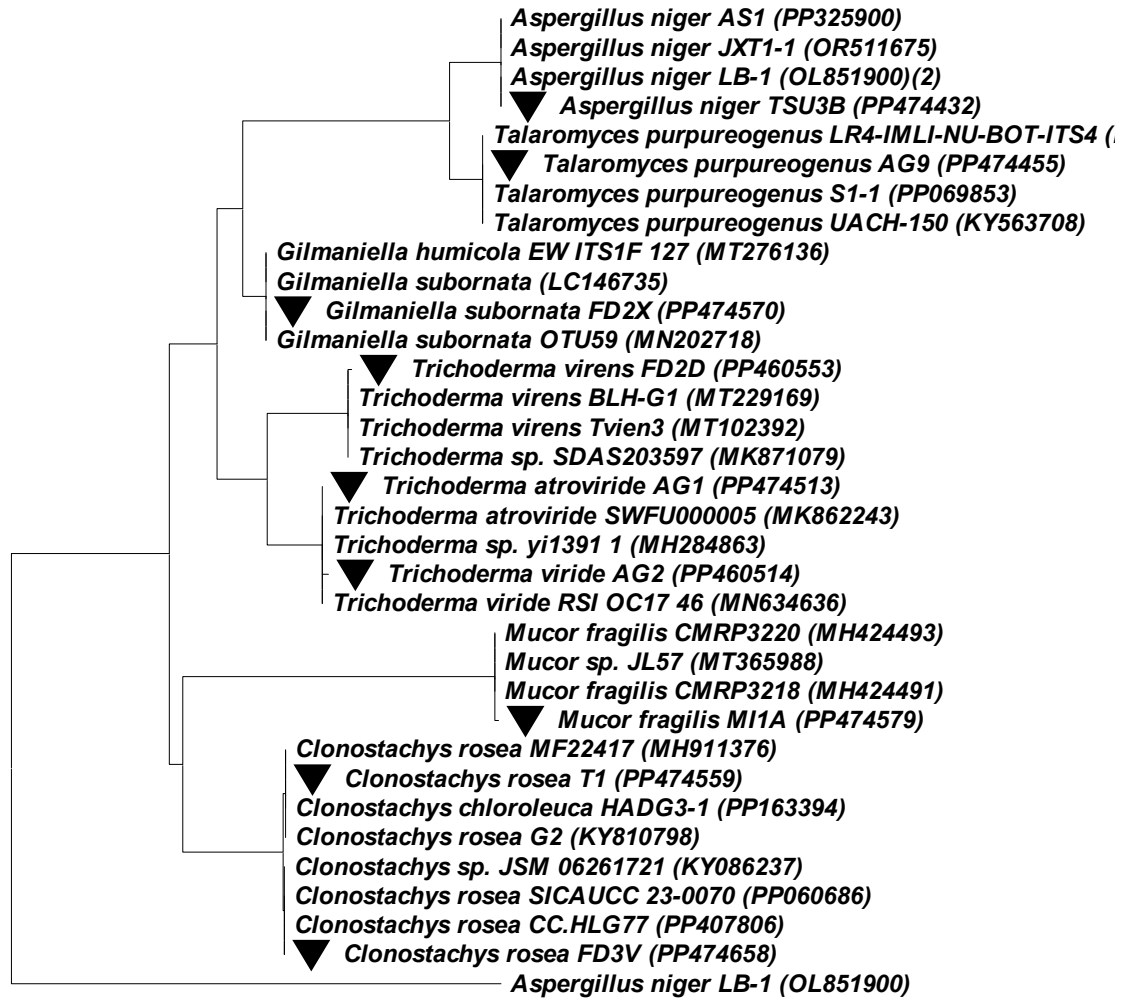 Aspergillus niger AS1 (PP325900)
Aspergillus niger JXT1-1 (OR511675)
Aspergillus niger LB-1 (OL851900)(2)
Aspergillus niger TSU3B (PP474432)
Talaromyces purpureogenus LR4-IMLI-NU-BOT-ITS4 (
Talaromyces purpureogenus AG9 (PP474455)
Talaromyces purpureogenus S1-1 (PP069853)
Talaromyces purpureogenus UACH-150 (KY563708)
Gilmaniella humicola EW ITS1F 127 (MT276136)
Gilmaniella subornata (LC146735)
Gilmaniella subornata FD2X (PP474570)
Gilmaniella subornata OTU59 (MN202718)
Trichoderma virens FD2D (PP460553)
Trichoderma virens BLH-G1 (MT229169)
Trichoderma virens Tvien3 (MT102392)
Trichoderma sp. SDAS203597 (MK871079)
Trichoderma atroviride AG1 (PP474513)
Trichoderma atroviride SWFU000005 (MK862243)
Trichoderma sp. yi1391 1 (MH284863)
Trichoderma viride AG2 (PP460514)
Trichoderma viride RSI OC17 46 (MN634636)
Mucor fragilis CMRP3220 (MH424493)
Mucor sp. JL57 (MT365988)
Mucor fragilis CMRP3218 (MH424491)
Mucor fragilis MI1A (PP474579)
Clonostachys rosea MF22417 (MH911376)
Clonostachys rosea T1 (PP474559)
Clonostachys chloroleuca HADG3-1 (PP163394)
Clonostachys rosea G2 (KY810798)
Clonostachys sp. JSM 06261721 (KY086237)
Clonostachys rosea SICAUCC 23-0070 (PP060686)
Clonostachys rosea CC.HLG77 (PP407806)
Clonostachys rosea FD3V (PP474658)
Aspergillus niger LB-1 (OL851900)